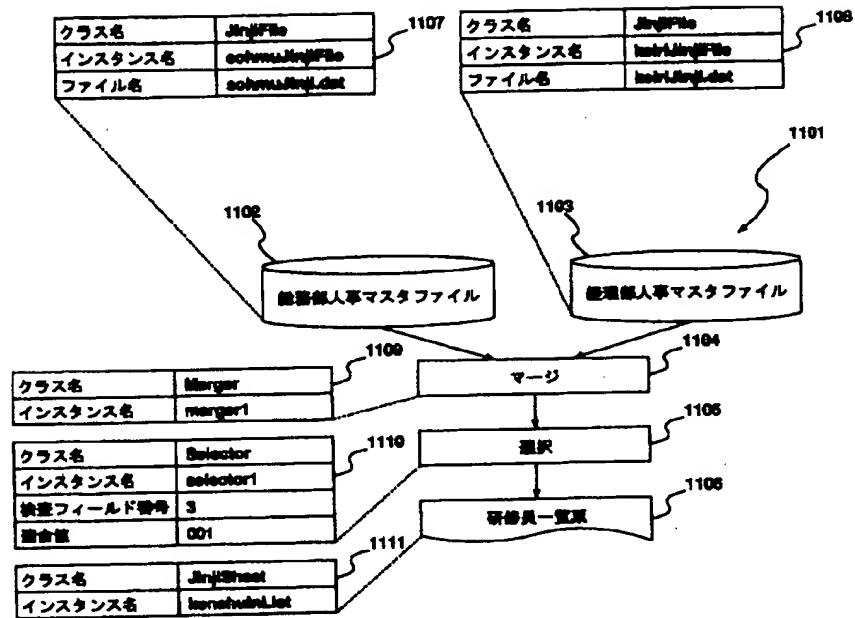 クラス名 JinjiFile
インスタンス名 sohmuJinjiFile
ファイル名 sohmuJinji.dat
1107
クラス名 JinjiFile
インスタンス名 keiriJinjiFile
ファイル名 keiriJinji.dat
1108
1101
1102
総務部人事マスタファイル
1103
経理部人事マスタファイル
1109
クラス名 Merger
インスタンス名 merger1
マージ
1104
1110
クラス名 Selector
インスタンス名 selector1
検査フィールド番号 3
適合値 001
選択
1105
研修員一覧票
1106
1111
クラス名 JinjiSheet
インスタンス名 kenshuinList